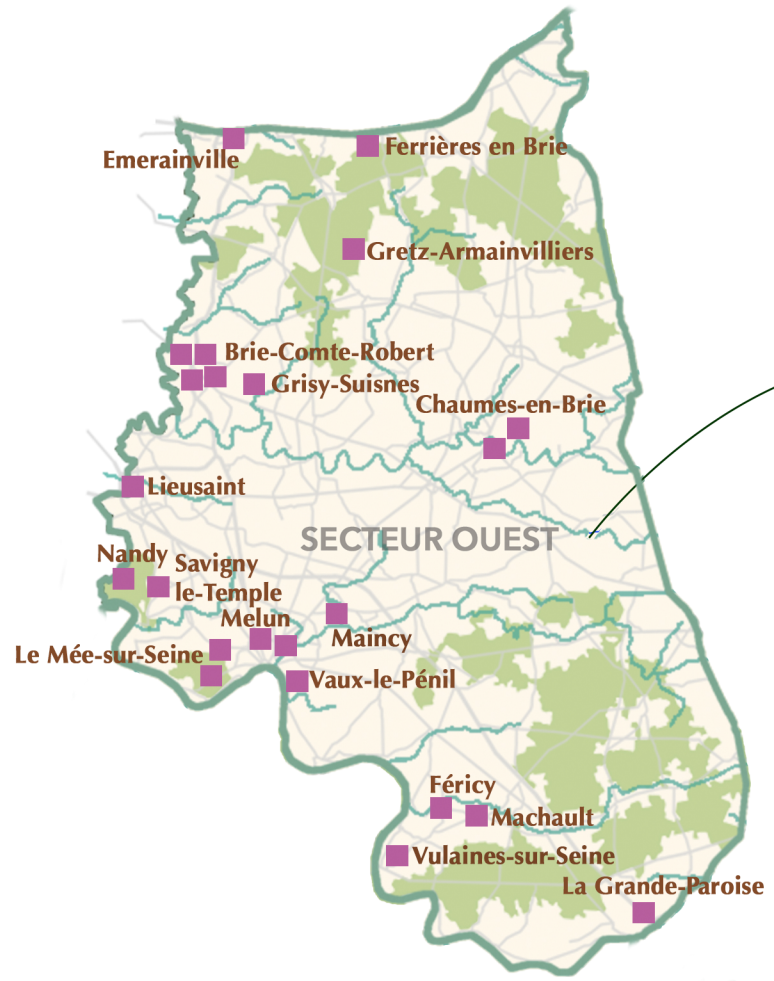 Emerainville
Ferrières en Brie
Gretz-Armainvilliers
Brie-Comte-Robert
Grisy-Suisnes
Chaumes-en-Brie
Lieusaint
SECTEUR OUEST
Nandy
Savigny
le-Temple
Melun
Maincy
Le Mée-sur-Seine
Vaux-le-Pénil
Féricy
Machault
Vulaines-sur-Seine
La Grande-Paroise